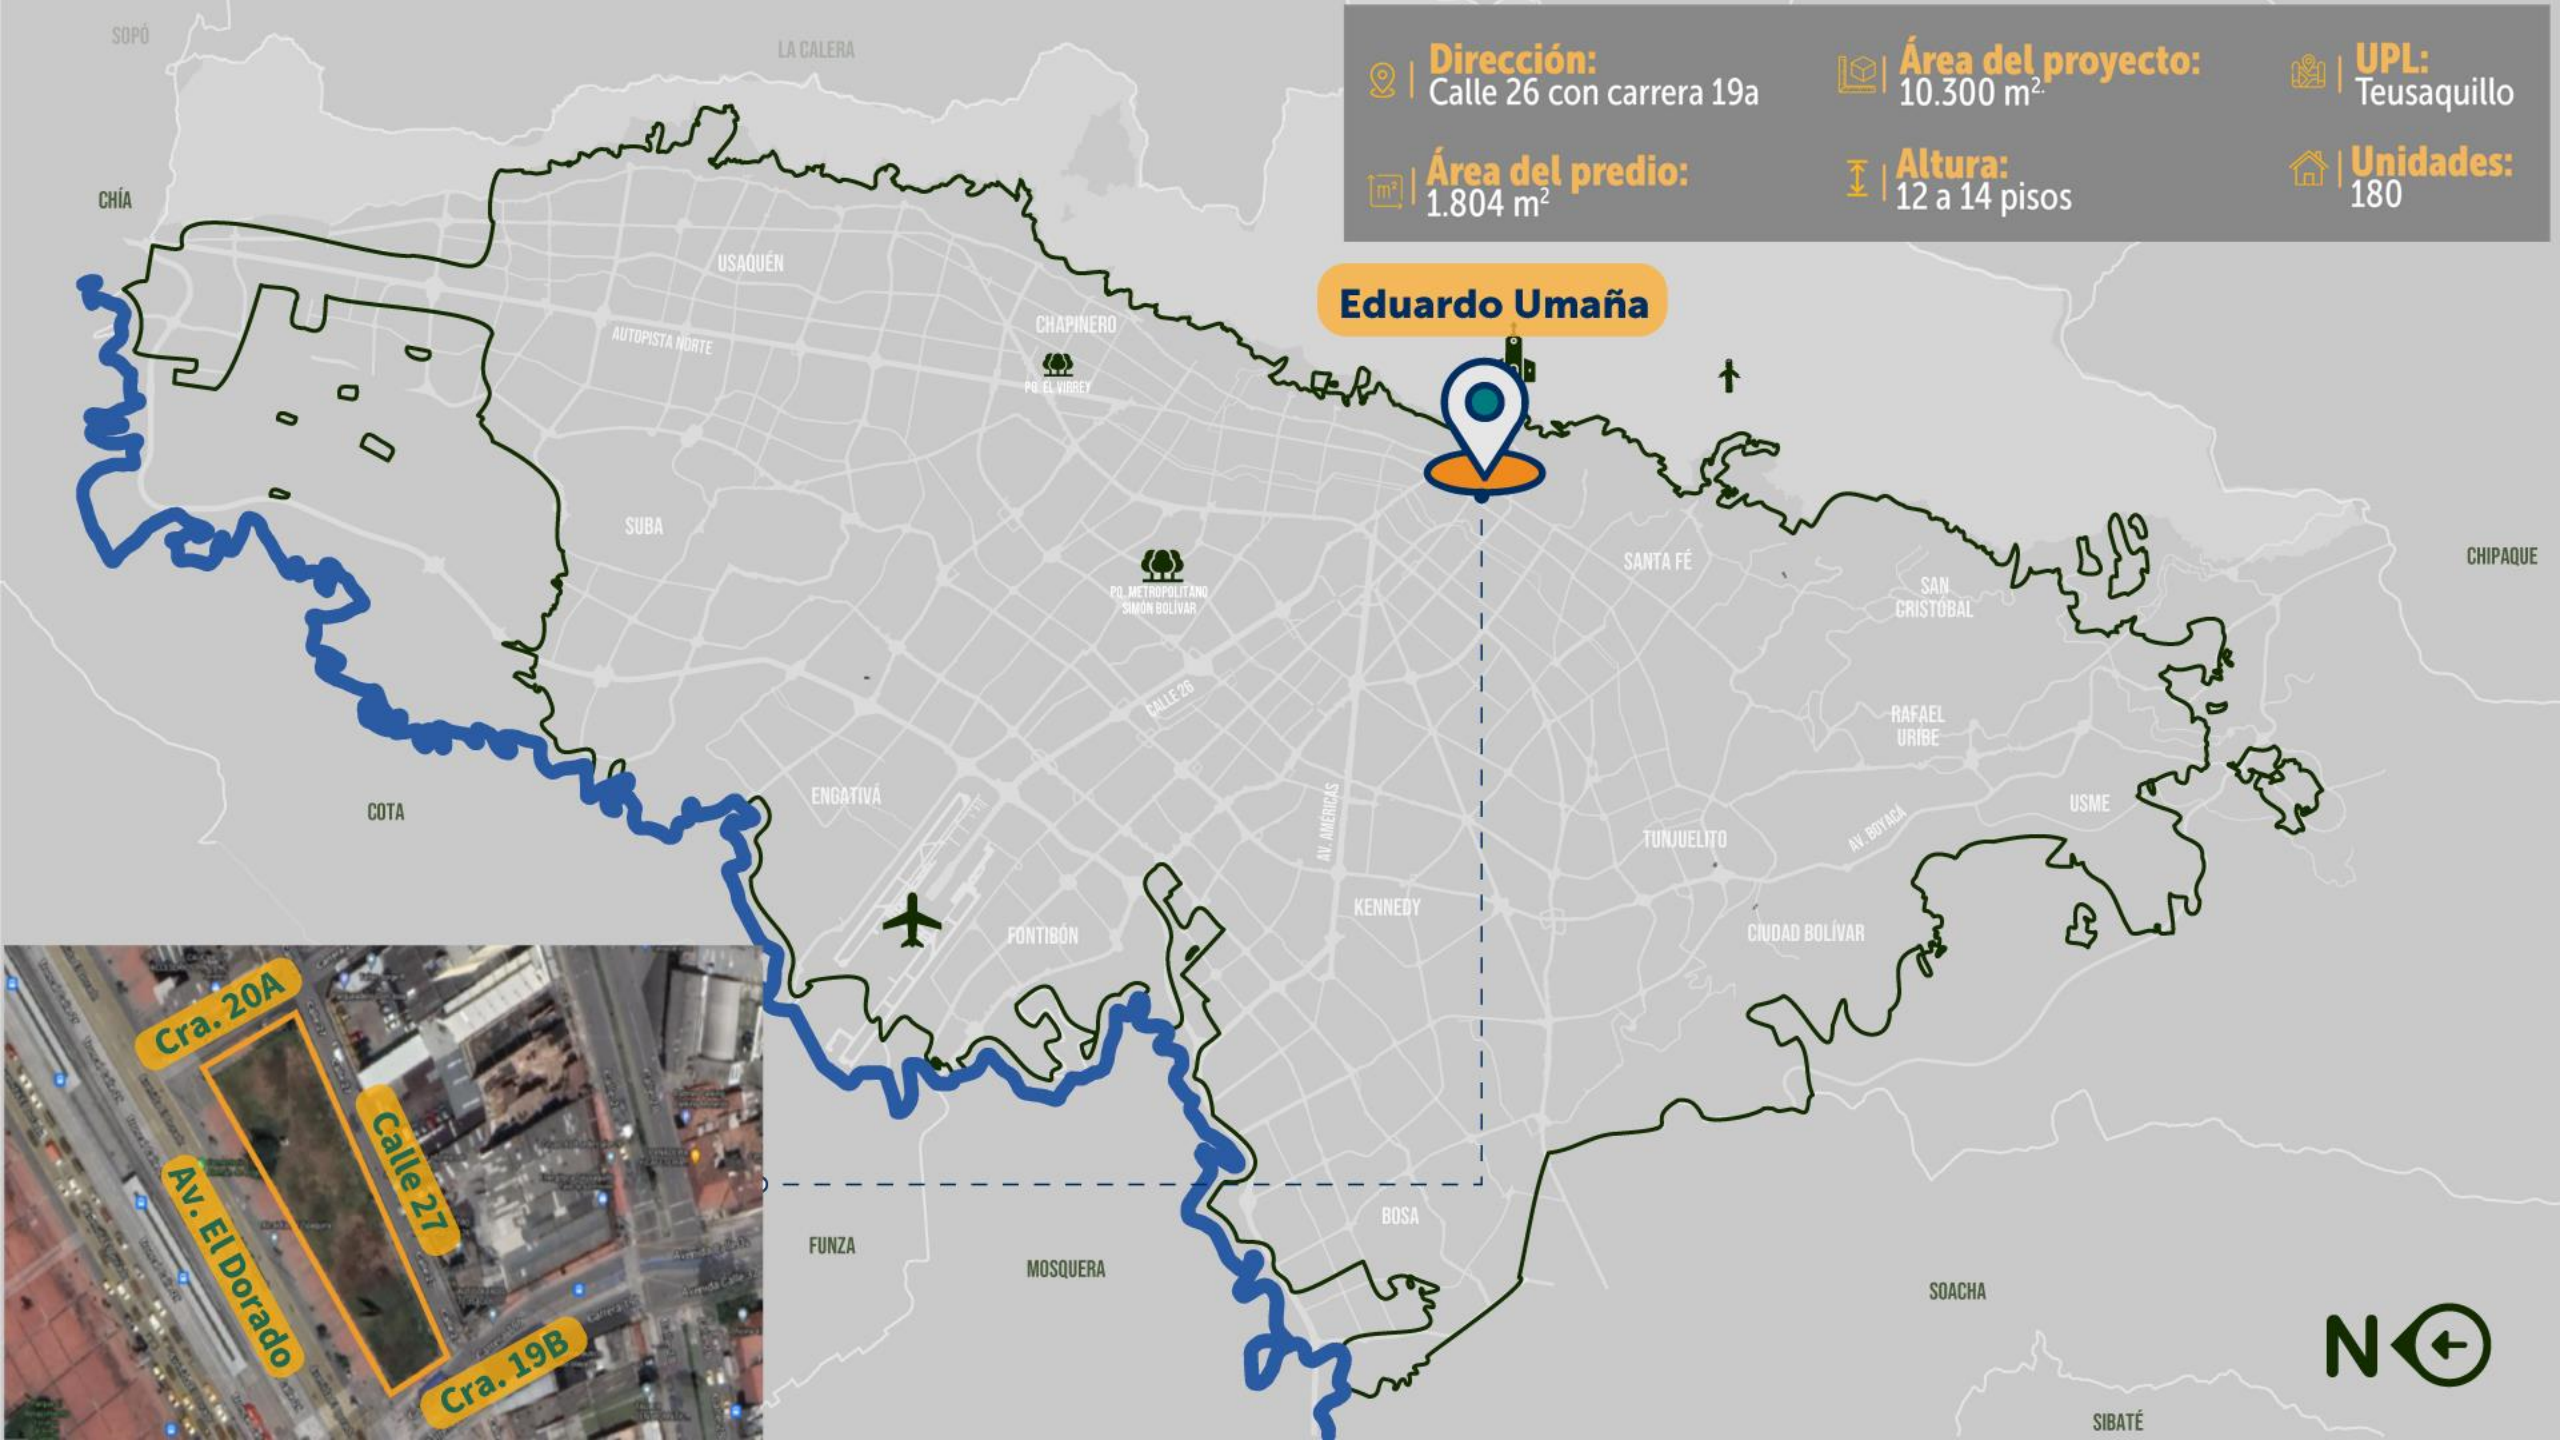 SOPÓ
LA CALERA
Dirección:
Calle 26 con carrera 19a
Área del proyecto:
10.300 m2.
UPL:
Teusaquillo
Área del predio:
1.804 m2
m2
Altura:
12 a 14 pisos
Unidades:
180
CHÍA
USAQUÉN
Eduardo Umaña
AUTOPISTA NORTE
CHAPINERO
PQ. EL VIRREY
SUBA
SANTA FÉ
CHIPAQUE
PQ. METROPOLITANO
SIMÓN BOLÍVAR
SAN
CRISTÓBAL
CALLE 26
RAFAEL
URIBE
ENGATIVÁ
COTA
AV. AMÉRICAS
USME
TUNJUELITO
AV. BOYACÁ
KENNEDY
FONTIBÓN
CIUDAD BOLÍVAR
Cra. 20A
Calle 27
Av. El Dorado
Cra. 19B
BOSA
FUNZA
MOSQUERA
SOACHA
N
SIBATÉ